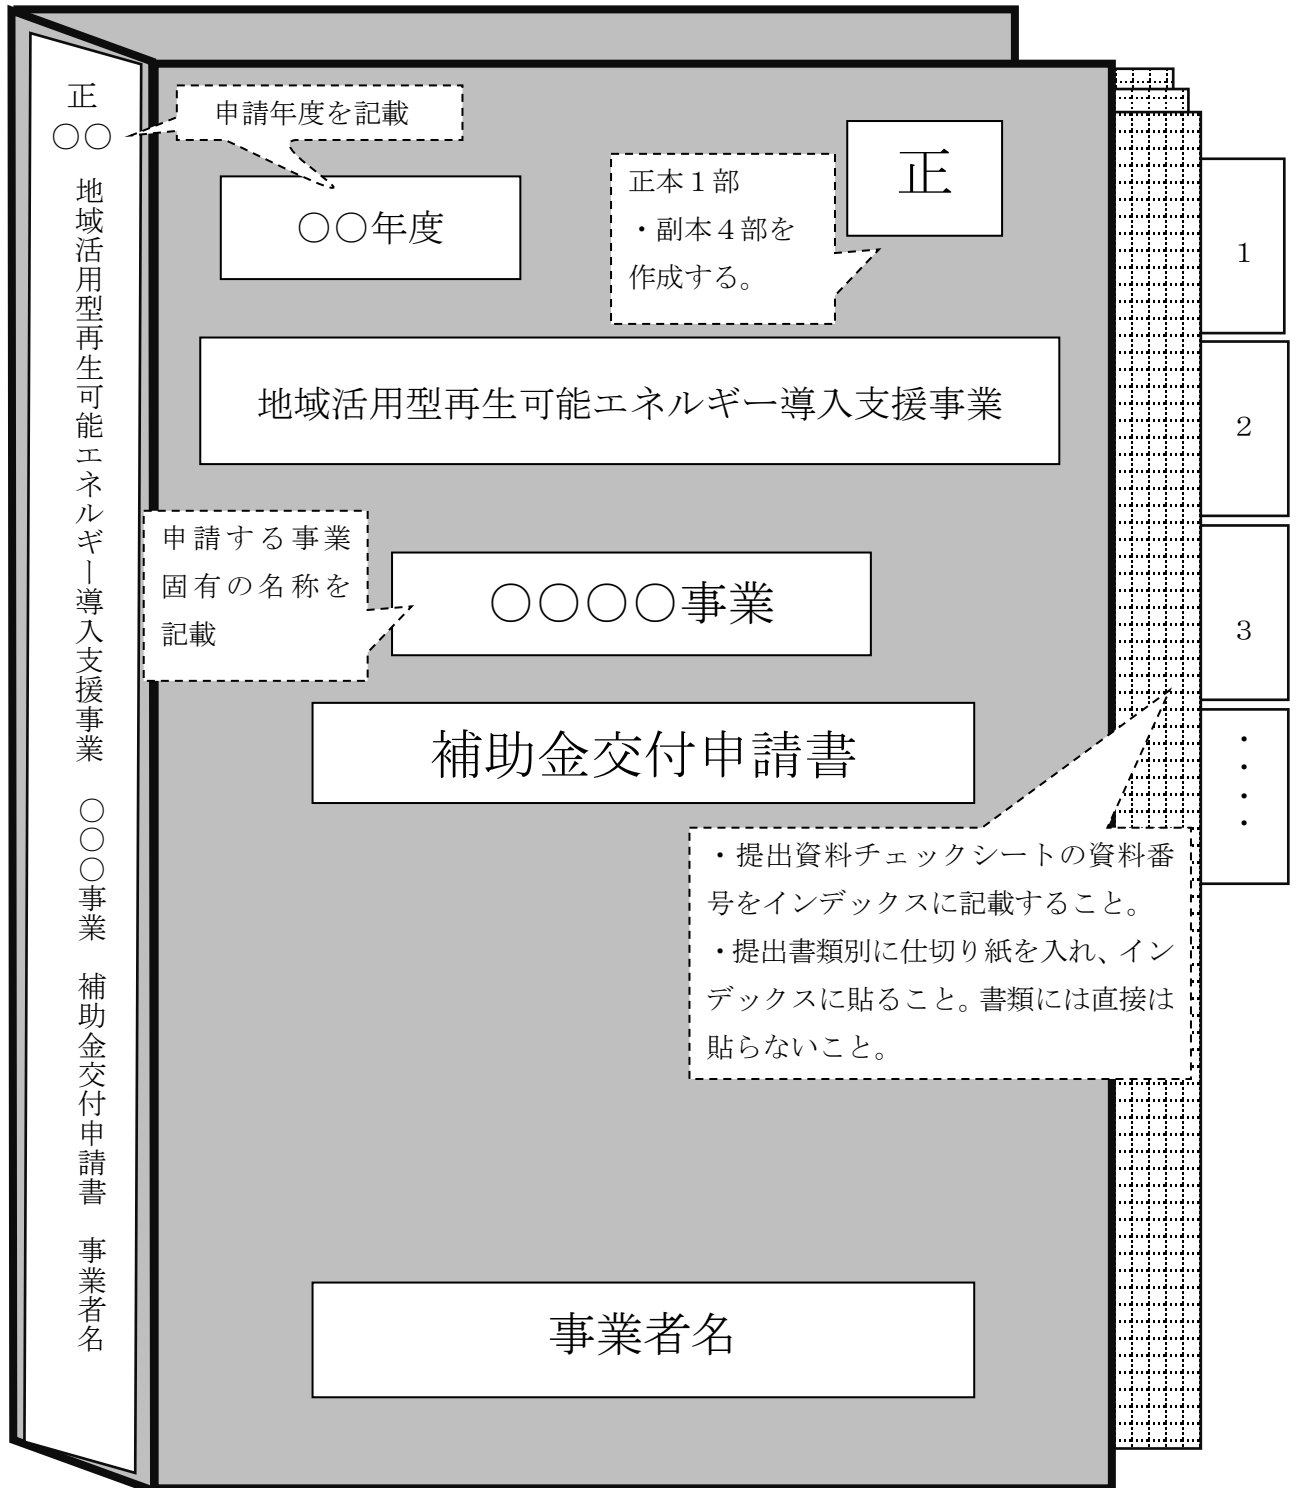 正
○○
地域活用型再生可能エネルギー導入支援事業　○○○事業　補助金交付申請書　事業者名
申請年度を記載
○○年度
正本１部
・副本４部を
作成する。
正
地域活用型再生可能エネルギー導入支援事業
申請する事業
固有の名称を
記載
○○○○事業
補助金交付申請書
・提出資料チェックシートの資料番
号をインデックスに記載すること。
・提出書類別に仕切り紙を入れ、イン
デックスに貼ること。書類には直接は
貼らないこと。
事業者名
１
２
３
・・・・